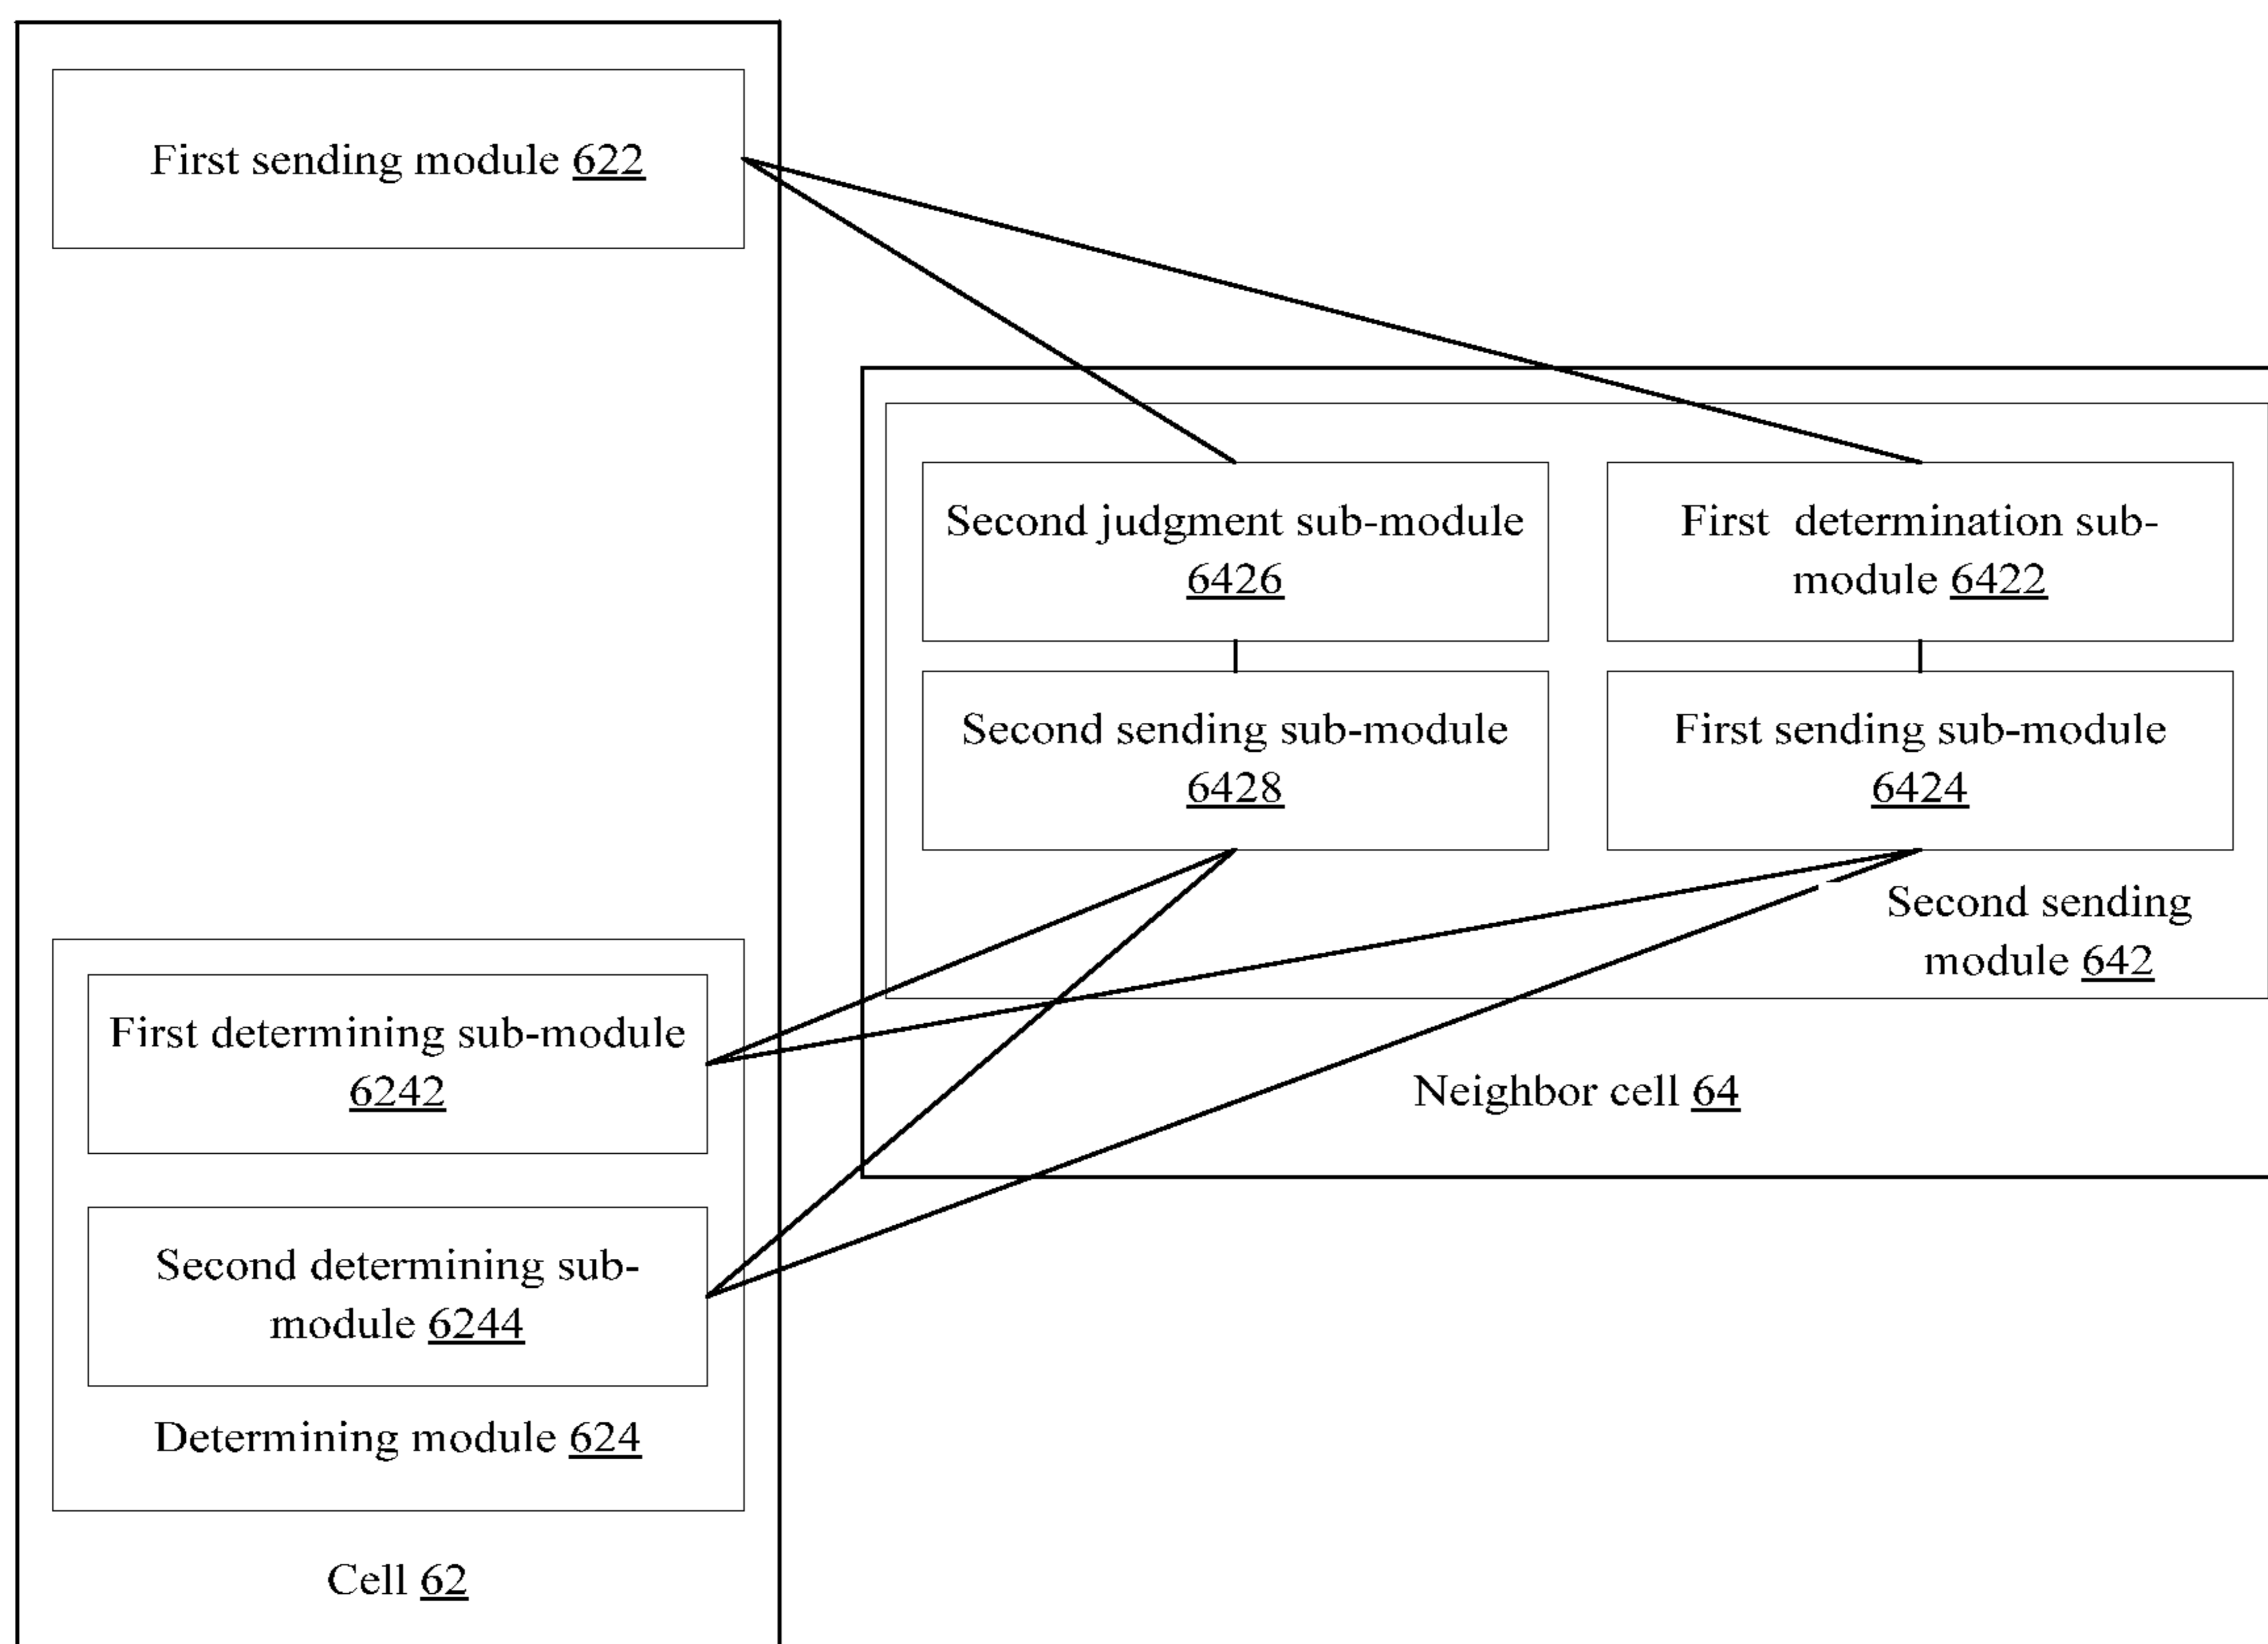 First sending module 622
Second judgment sub-module
6426
First determination sub-
module 6422
Second sending sub-module
6428
First sending sub-module
6424
Second sending
module 642
First determining sub-module
6242
Neighbor cell 64
Second determining sub-
module 6244
Determining module 624
Cell 62